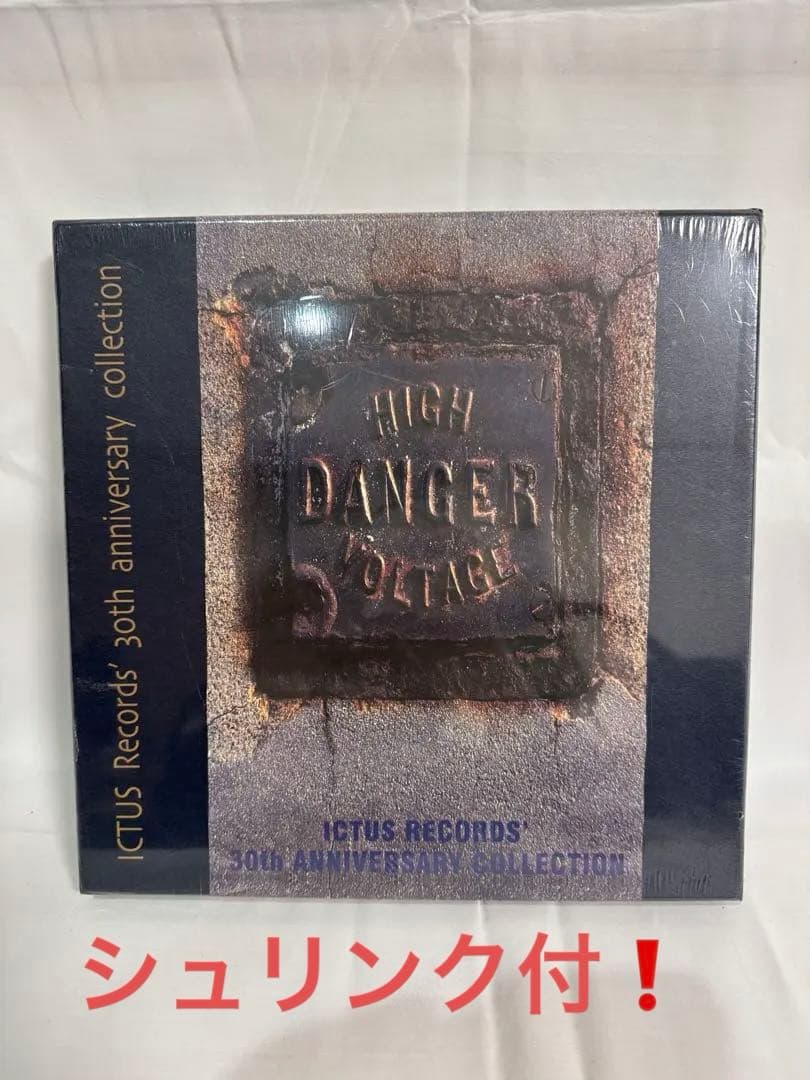 ICTUS Records' 30th anniversary collection
HIGH
DANGER
VOLTAGE
ICTUS RECORDS'
30th ANNIVERSARY COLLECTION
シュリンク付❗